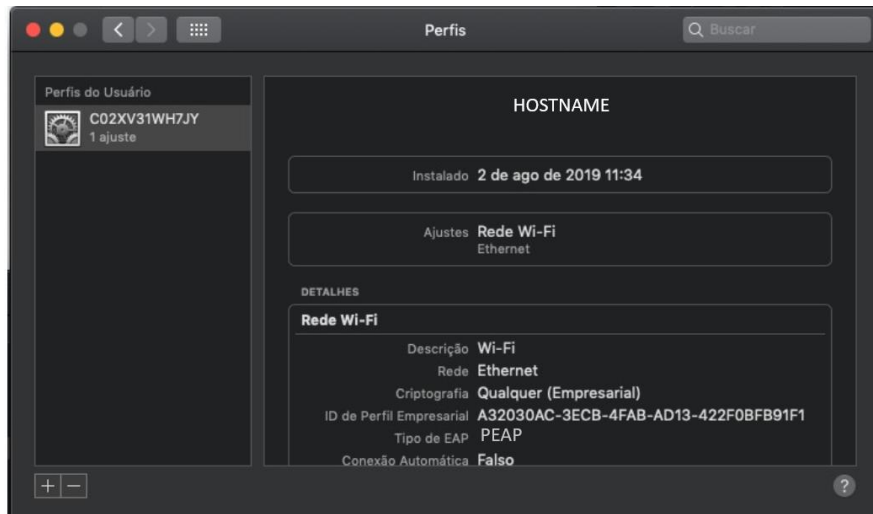 Perfis
Buscar
Perfis do Usuário
C02XV31WH7JY
1 ajuste
HOSTNAME
Instalado 2 de ago de 2019 11:34
Ajustes Rede Wi-Fi
Ethernet
DETALHES
Rede Wi-Fi
Descrição Wi-Fi
Rede Ethernet
Criptografia Qualquer (Empresarial)
ID de Perfil Empresarial A32030AC-3ECB-4FAB-AD13-422F0BFB91F1
Tipo de EAP PEAP
Conexão Automática Falso